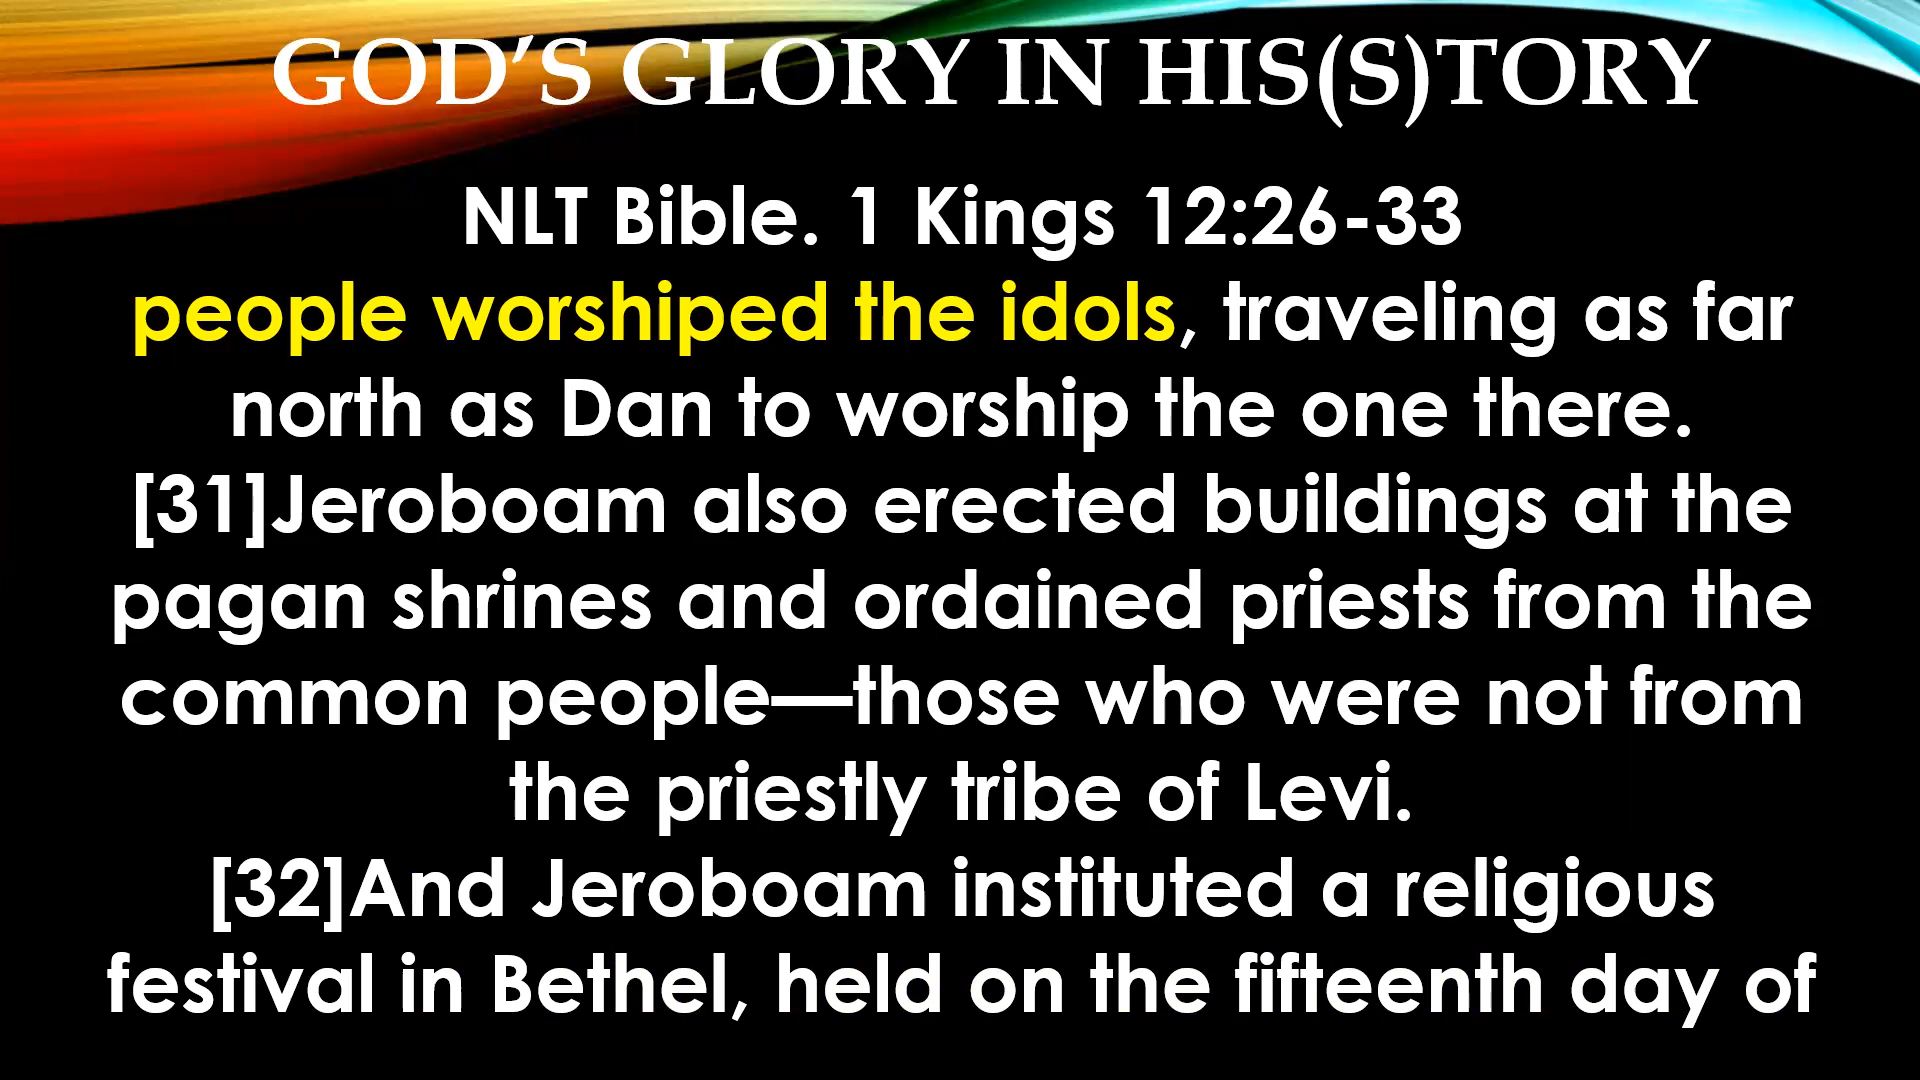 GOD’S GLORY IN HIS(S)TORY
NLT Bible. 1 Kings 12:26-33
people worshiped the idols, traveling as far
north as Dan to worship the one there.
[31]Jeroboam also erected buildings at the
pagan shrines and ordained priests from the
common people—those who were not from
the priestly tribe of Levi.
[32]And Jeroboam instituted a religious
festival in Bethel, held on the fifteenth day of